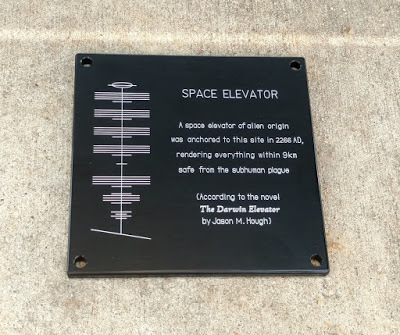 SPACE ELEVATOR
A space elevator of alien origin
was anchored to this site in 2266 AD,
rendering everything within 9km
safe from the subhuman plague
(According to the novel
The Darwin Elevator
by Jason M. Hough)